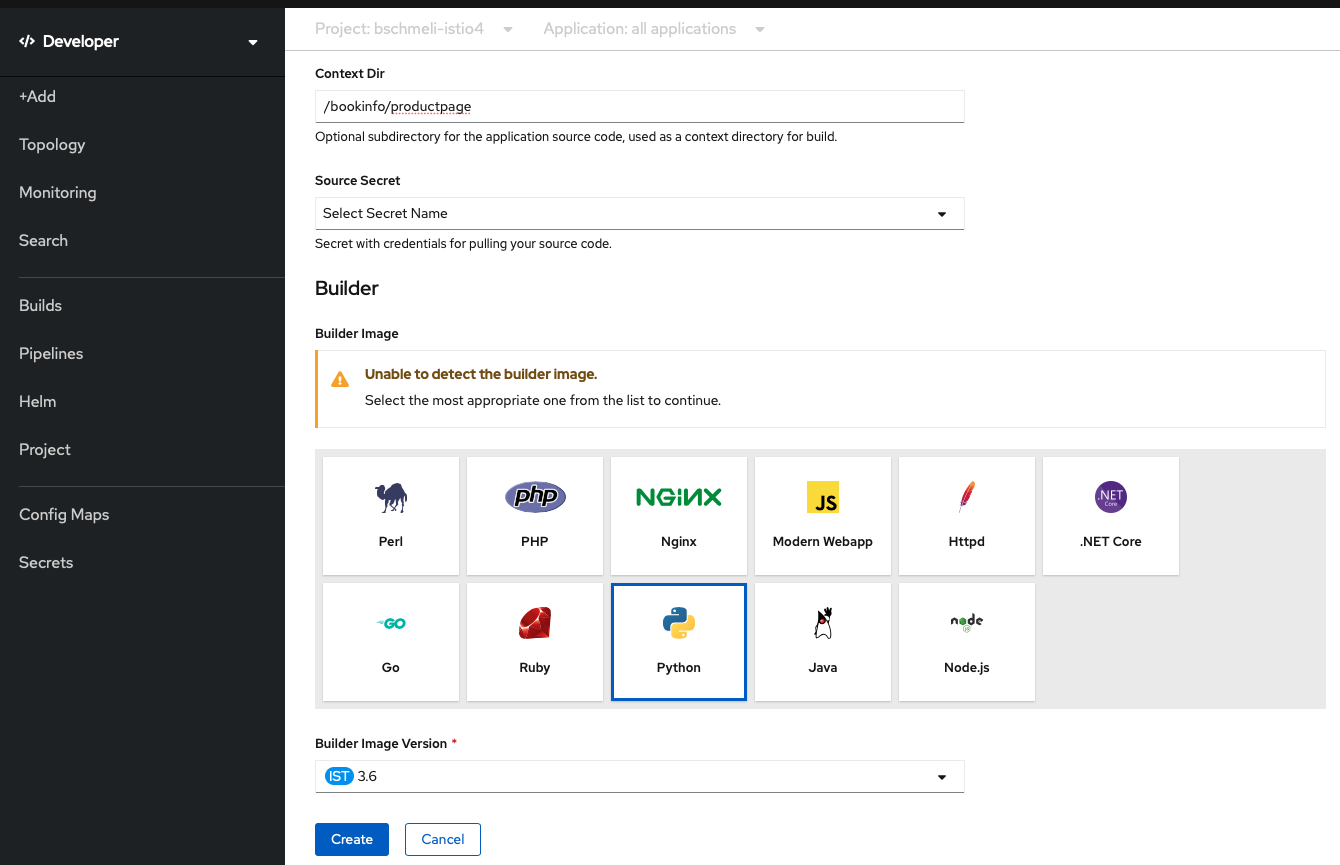 Developer
Project: bschmeli-istio4
Application: all applications
+Add
Topology
Monitoring
Search
Builds
Pipelines
Helm
Project
Config Maps
Secrets
Context Dir
/bookinfo/productpage
Optional subdirectory for the application source code, used as a context directory for build.
Source Secret
Select Secret Name
Secret with credentials for pulling your source code.
Builder
Builder Image
Unable to detect the builder image.
Select the most appropriate one from the list to continue.
php
NGINX
JS
.NET
Core
Perl
PHP
Nginx
Modern Webapp
Httpd
.NET Core
GO
node
JS
Go
Ruby
Python
Java
Node.js
Builder Image Version *
IST 3.6
Create
Cancel